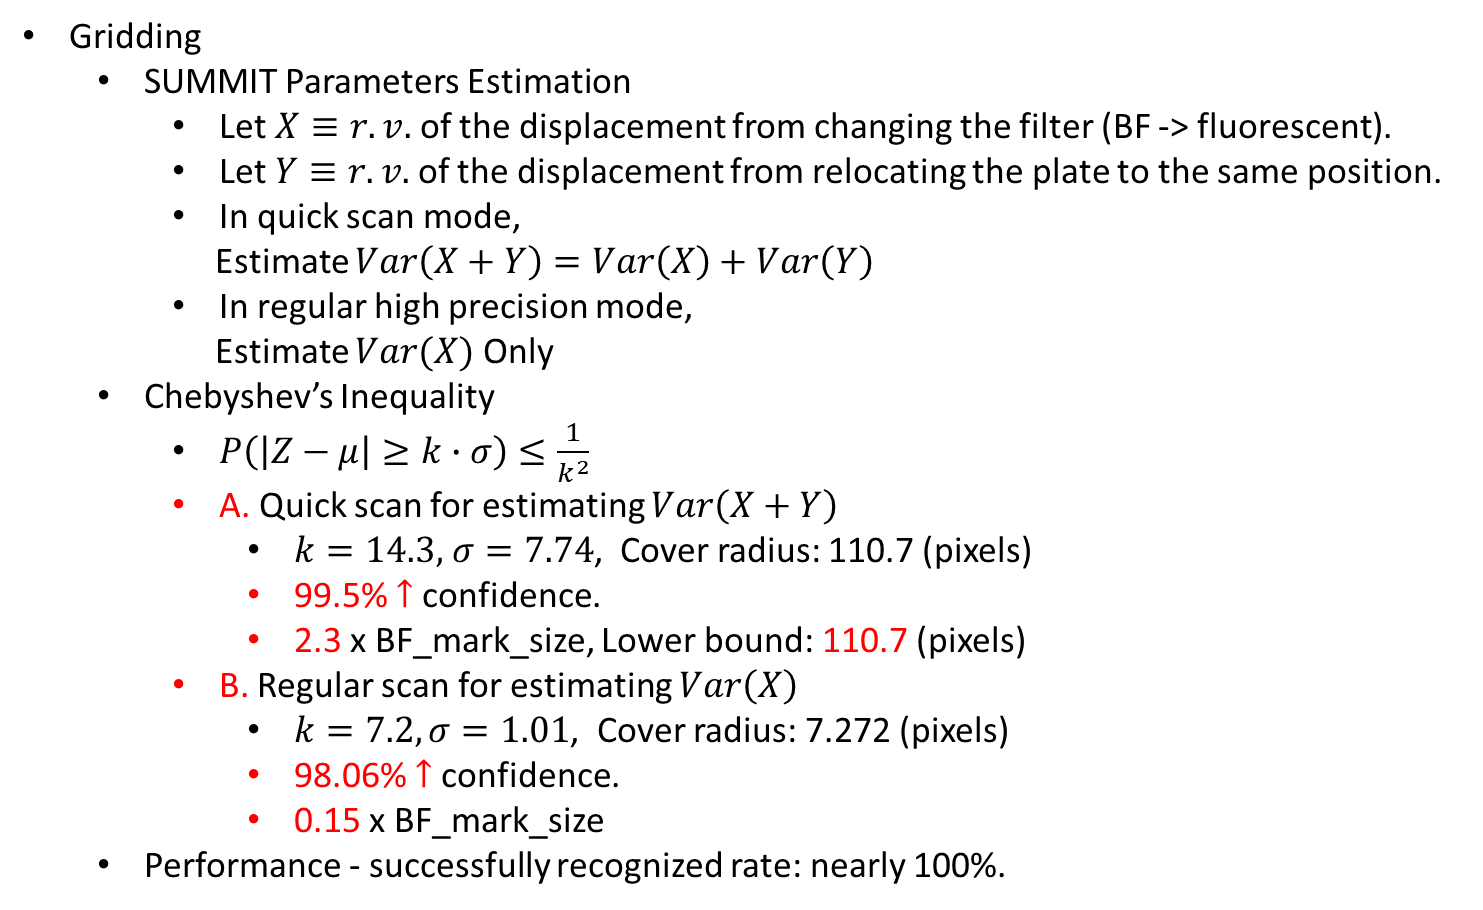 • Gridding
• SUMMIT Parameters Estimation
• Let X ≡ r.v. of the displacement from changing the filter (BF -> fluorescent).
• Let Y ≡ r.v. of the displacement from relocating the plate to the same position.
• In quick scan mode,
Estimate Var(X + Y) = Var(X) + Var(Y)
• In regular high precision mode,
Estimate Var(X) Only
• Chebyshev’s Inequality
• P(|Z − μ| ≥ k · σ) ≤ 1/k²
• A. Quick scan for estimating Var(X + Y)
• k = 14.3, σ = 7.74, Cover radius: 110.7 (pixels)
• 99.5% ↑ confidence.
• 2.3 x BF_mark_size, Lower bound: 110.7 (pixels)
• B. Regular scan for estimating Var(X)
• k = 7.2, σ = 1.01, Cover radius: 7.272 (pixels)
• 98.06% ↑ confidence.
• 0.15 x BF_mark_size
• Performance - successfully recognized rate: nearly 100%.